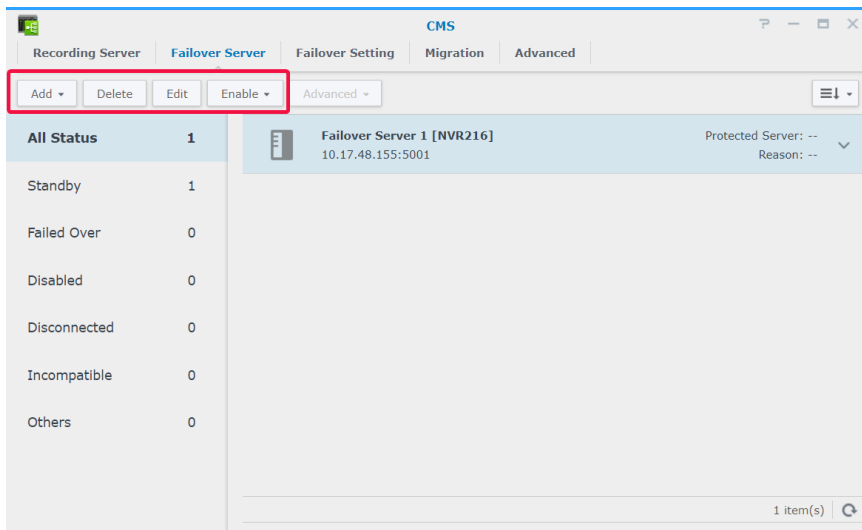 CMS
Recording Server Failover Server Failover Setting Migration Advanced
Add Delete Edit Enable Advanced
All Status 1
Standby 1
Failed Over 0
Disabled 0
Disconnected 0
Incompatible 0
Others 0
Failover Server 1 [NVR216] Protected Server: --
10.17.48.155:5001 Reason: --
1 item(s)